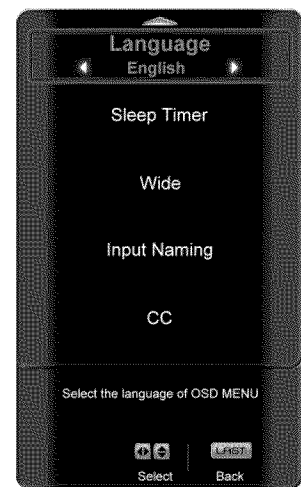 Language
English
Sleep Timer
Wide
Input Naming
CC
Select the language of OSD MENU
LAST
Select Back